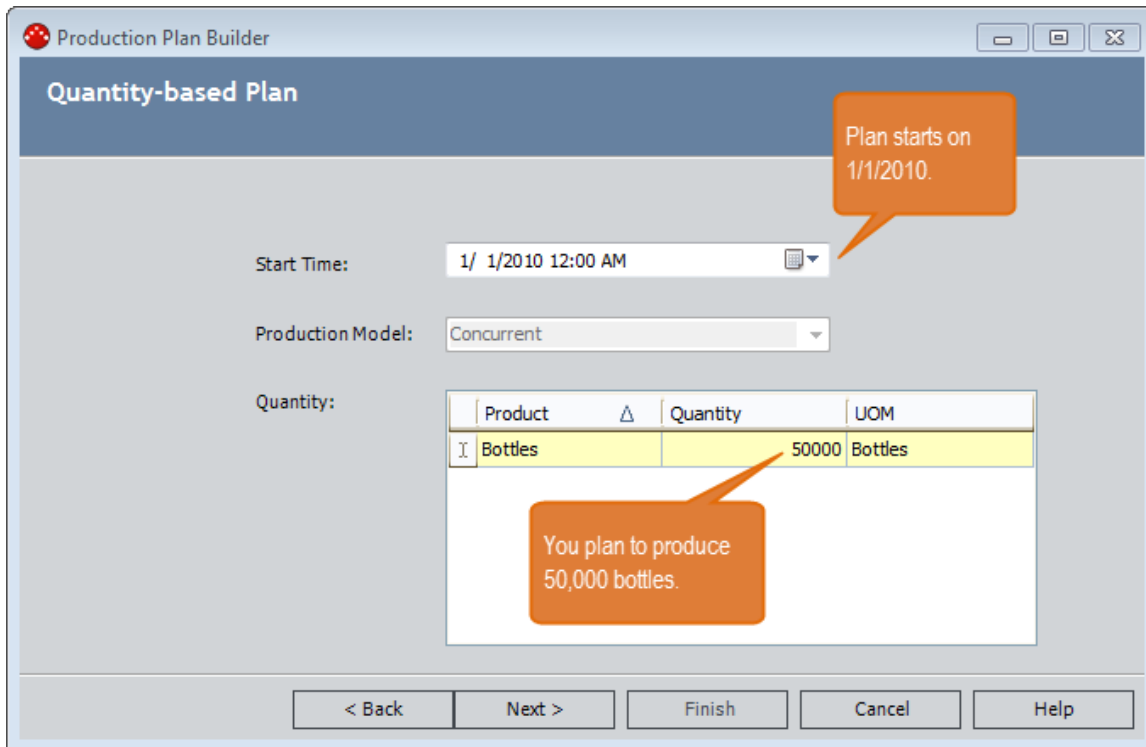 Production Plan Builder
Quantity-based Plan
Plan starts on
1/1/2010.
Start Time:
1/ 1/2010 12:00 AM
Production Model:
Concurrent
Quantity:
Product Quantity UOM
Bottles 50000 Bottles
You plan to produce
50,000 bottles.
< Back Next > Finish Cancel Help